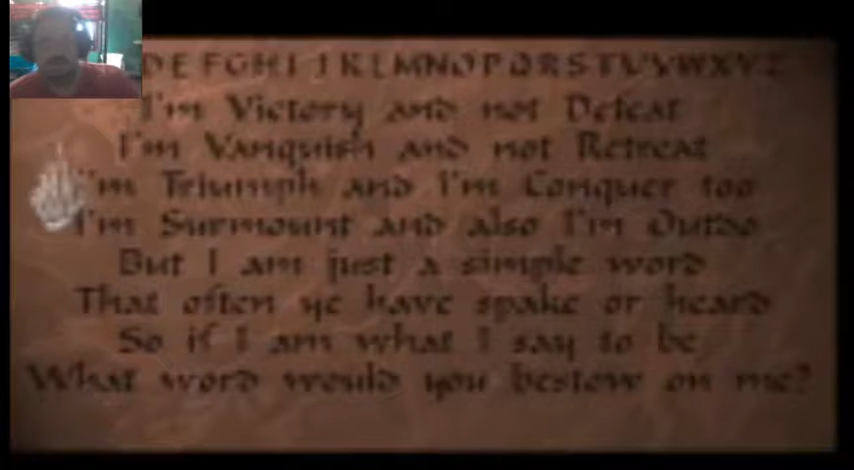 D E F G H I J K L M N O P Q R S T U V W X Y Z
I'm Victory and not Defeat
I'm Vanquish and not Retreat
I'm Triumph and I'm Conquer too
I'm Surmount and also I'm Outdo
But I am just a simple word
That often ye have spake or heard
So if I am what I say to be
What word would you bestow on me?